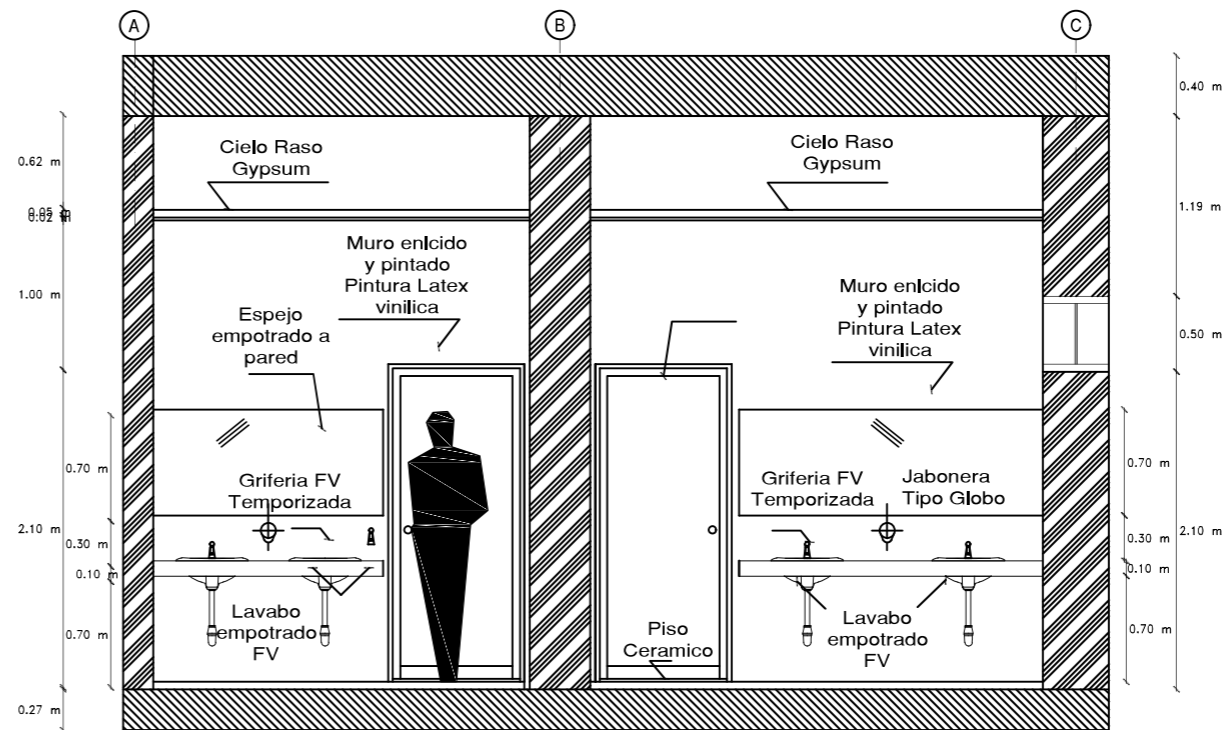 A
B
C
0.40 m
Cielo Raso
Gypsum
Cielo Raso
Gypsum
0.62 m
1.19 m
0.02 m
Muro enlcido
y pintado
Pintura Latex
vinilica
Muro enlcido
y pintado
Pintura Latex
vinilica
1.00 m
Espejo
empotrado a
pared
0.50 m
0.70 m
Griferia FV
Temporizada
Griferia FV
Temporizada
Jabonera
Tipo Globo
0.70 m
2.10 m
0.30 m
0.30 m
2.10 m
0.10 m
0.10 m
Lavabo
empotrado
FV
Piso
Ceramico
Lavabo
empotrado
FV
0.70 m
0.70 m
0.27 m